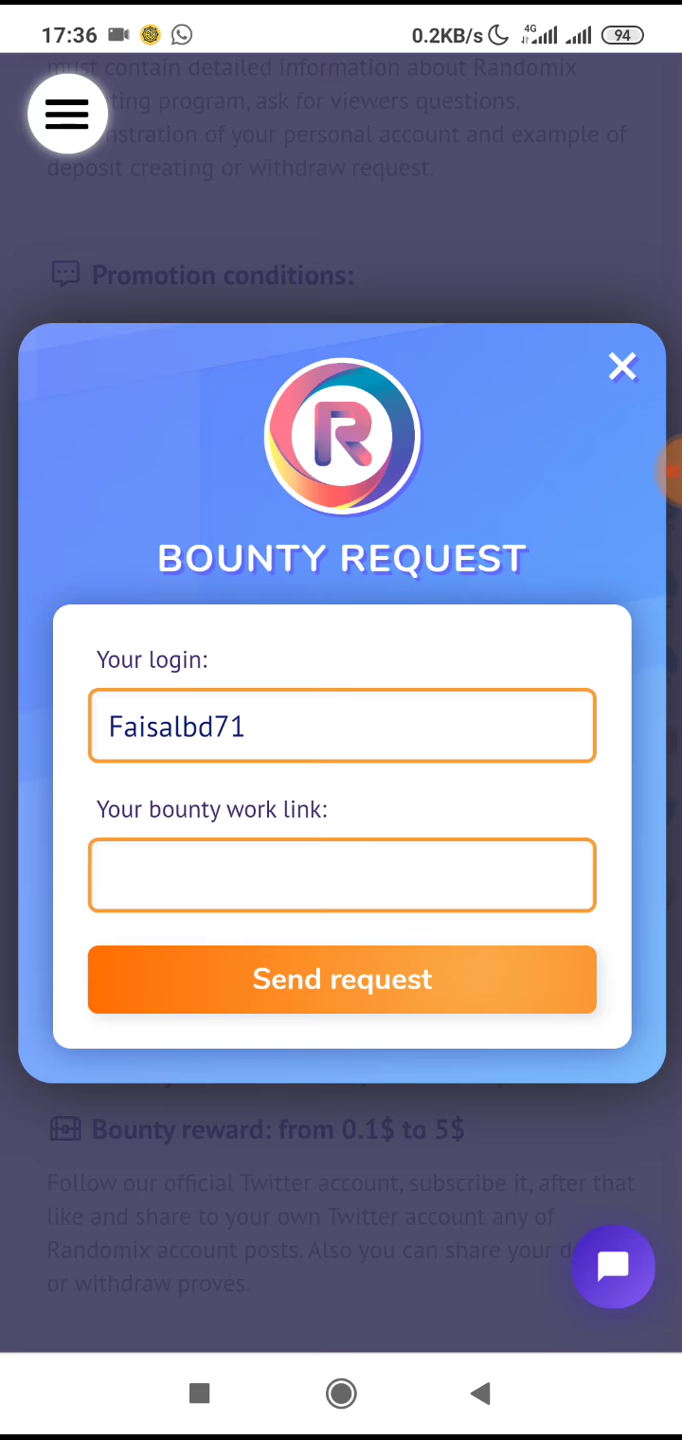 17:36
0.2KB/s 4G 94
must contain detailed information about Randomix
ting program, ask for viewers questions,
nstration of your personal account and example of
deposit creating or withdraw request.
Promotion conditions:
R
BOUNTY REQUEST
Your login:
Faisalbd71
Your bounty work link:
Send request
Bounty reward: from 0.1$ to 5$
Follow our official Twitter account, subscribe it, after that
like and share to your own Twitter account any of
Randomix account posts. Also you can share your d
or withdraw proves.